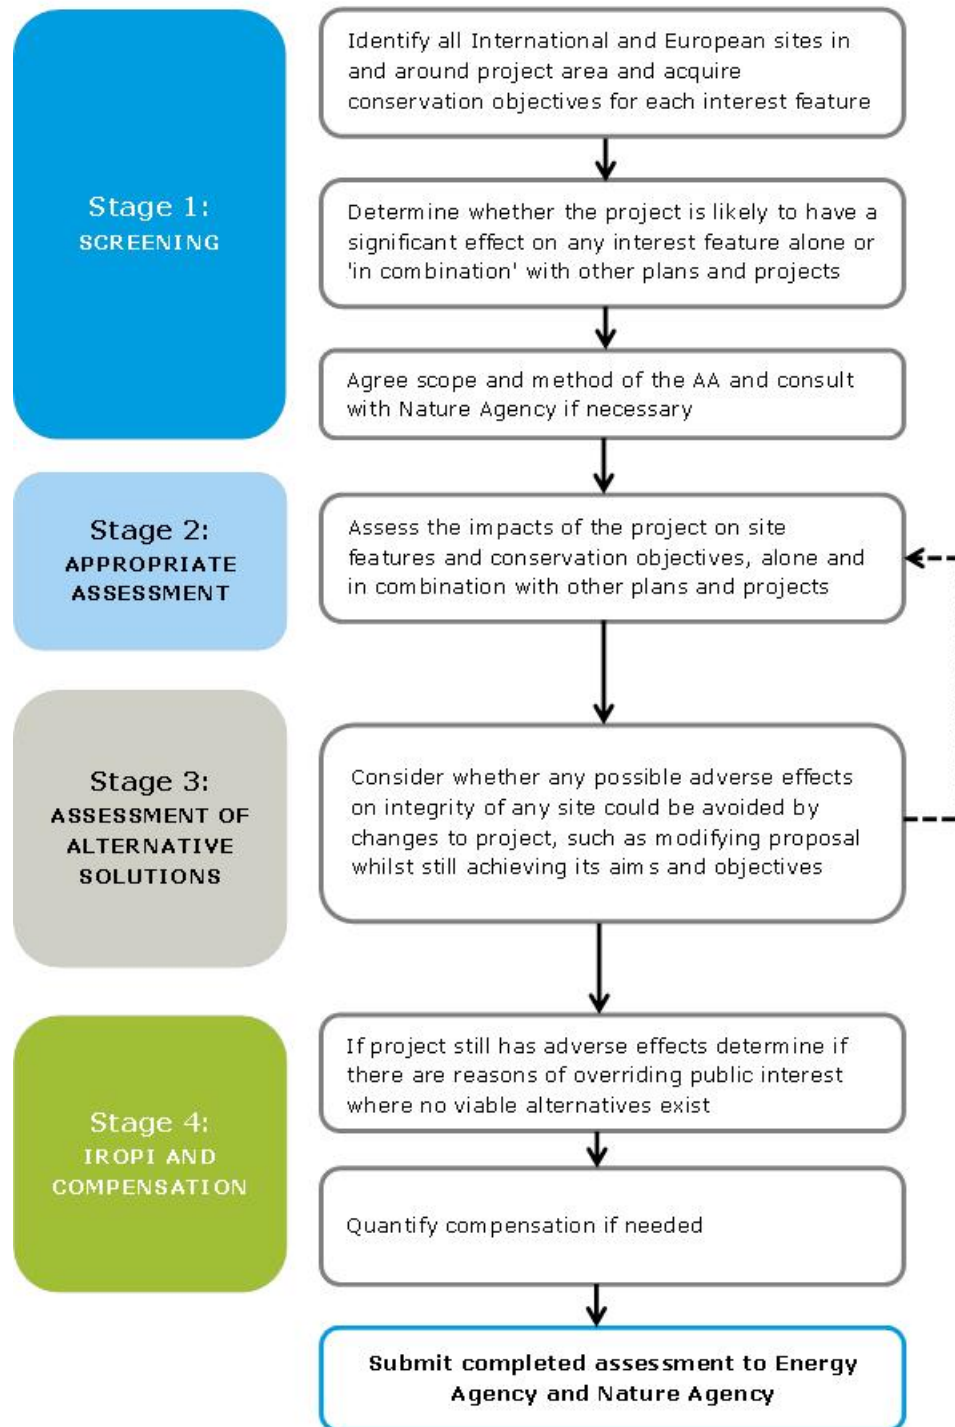 Stage 1:
SCREENING
Identify all International and European sites in
and around project area and acquire
conservation objectives for each interest feature
Determine whether the project is likely to have a
significant effect on any interest feature alone or
'in combination' with other plans and projects
Agree scope and method of the AA and consult
with Nature Agency if necessary
Stage 2:
APPROPRIATE
ASSESSMENT
Assess the impacts of the project on site
features and conservation objectives, alone and
in combination with other plans and projects
Stage 3:
ASSESSMENT OF
ALTERNATIVE
SOLUTIONS
Consider whether any possible adverse effects
on integrity of any site could be avoided by
changes to project, such as modifying proposal
whilst still achieving its aims and objectives
Stage 4:
IROPI AND
COMPENSATION
If project still has adverse effects determine if
there are reasons of overriding public interest
where no viable alternatives exist
Quantify compensation if needed
Submit completed assessment to Energy
Agency and Nature Agency